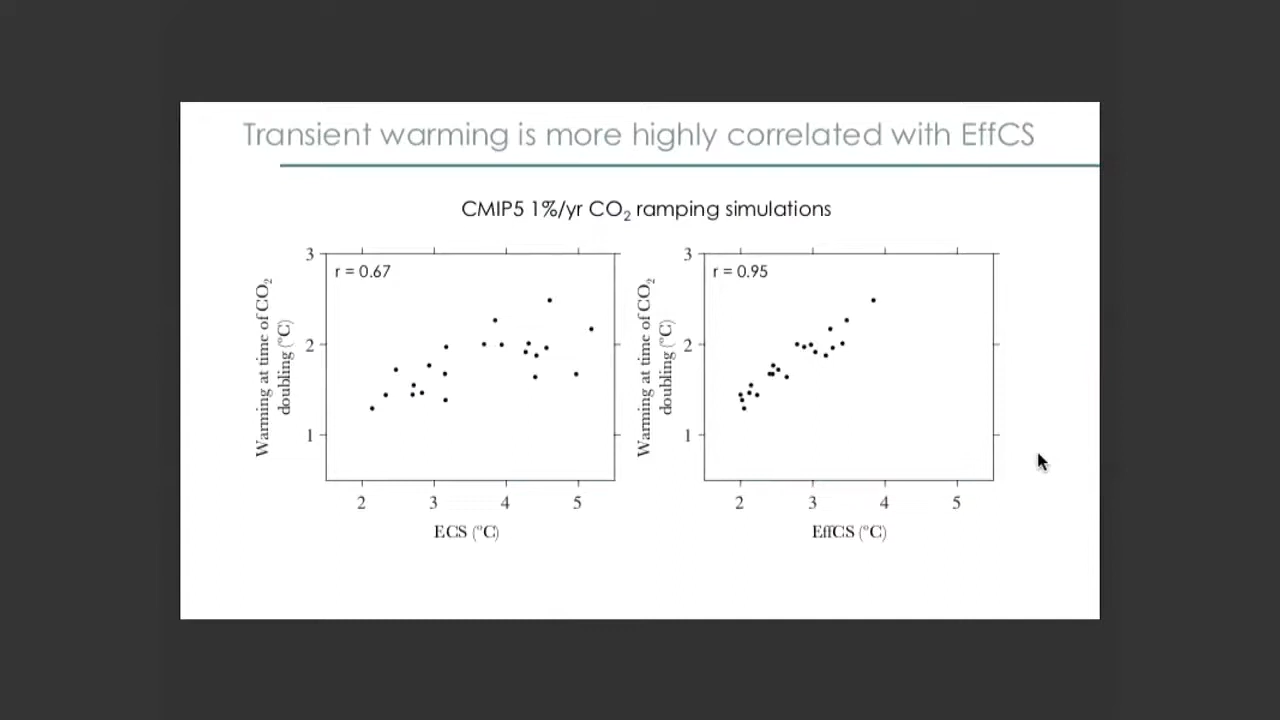 Transient warming is more highly correlated with EffCS
CMIP5 1%/yr CO₂ ramping simulations
r = 0.67
3
2
1
Warming at time of CO₂
doubling (°C)
2 3 4 5
ECS (°C)
r = 0.95
3
2
1
Warming at time of CO₂
doubling (°C)
2 3 4 5
EffCS (°C)